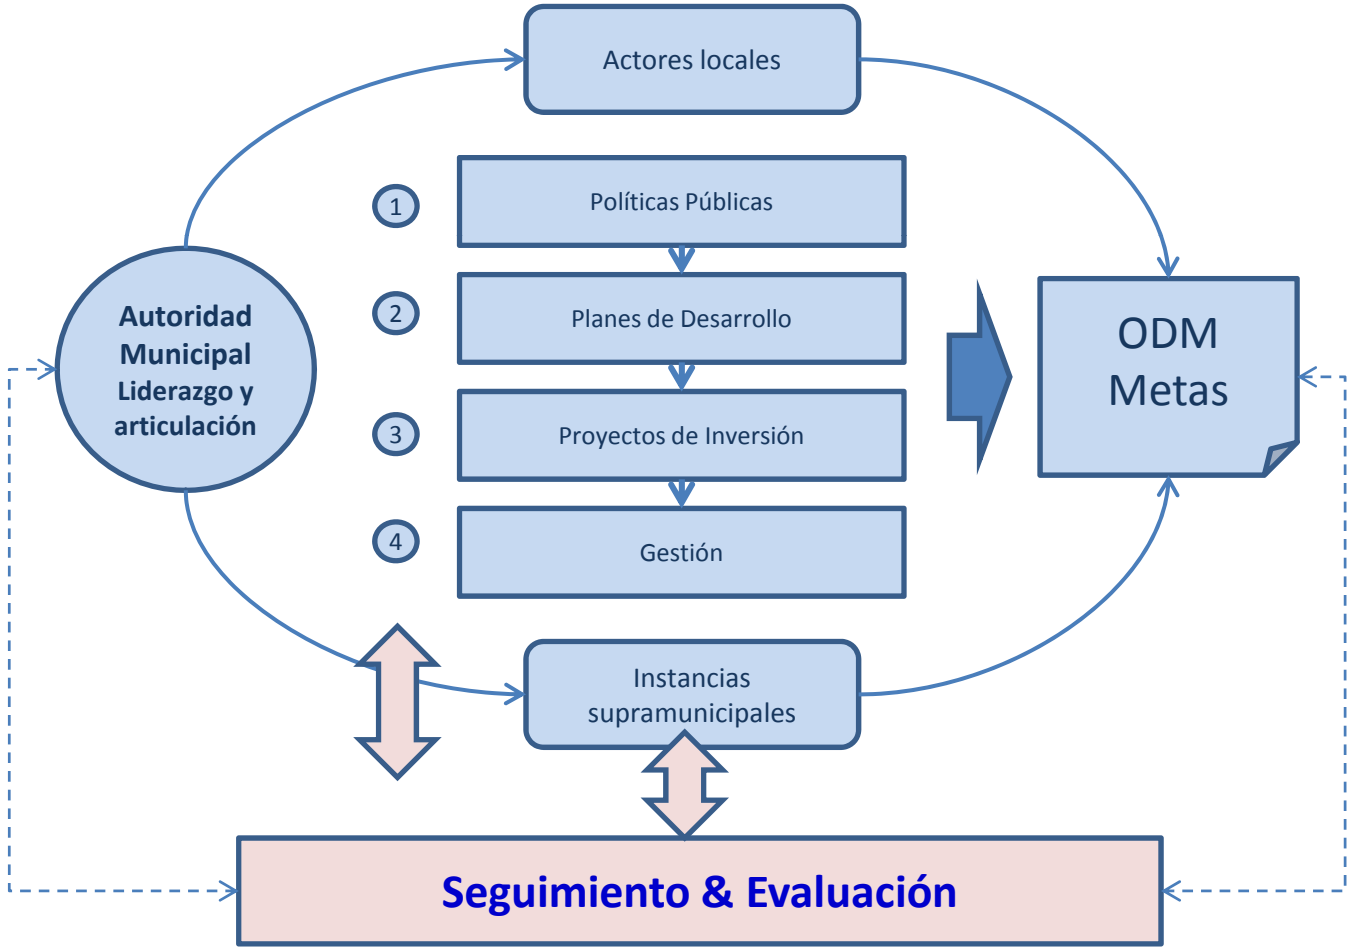 Actores locales
1
Políticas Públicas
2
Planes de Desarrollo
Autoridad
Municipal
Liderazgo y
articulación
ODM
Metas
3
Proyectos de Inversión
4
Gestión
Instancias
supramunicipales
Seguimiento & Evaluación